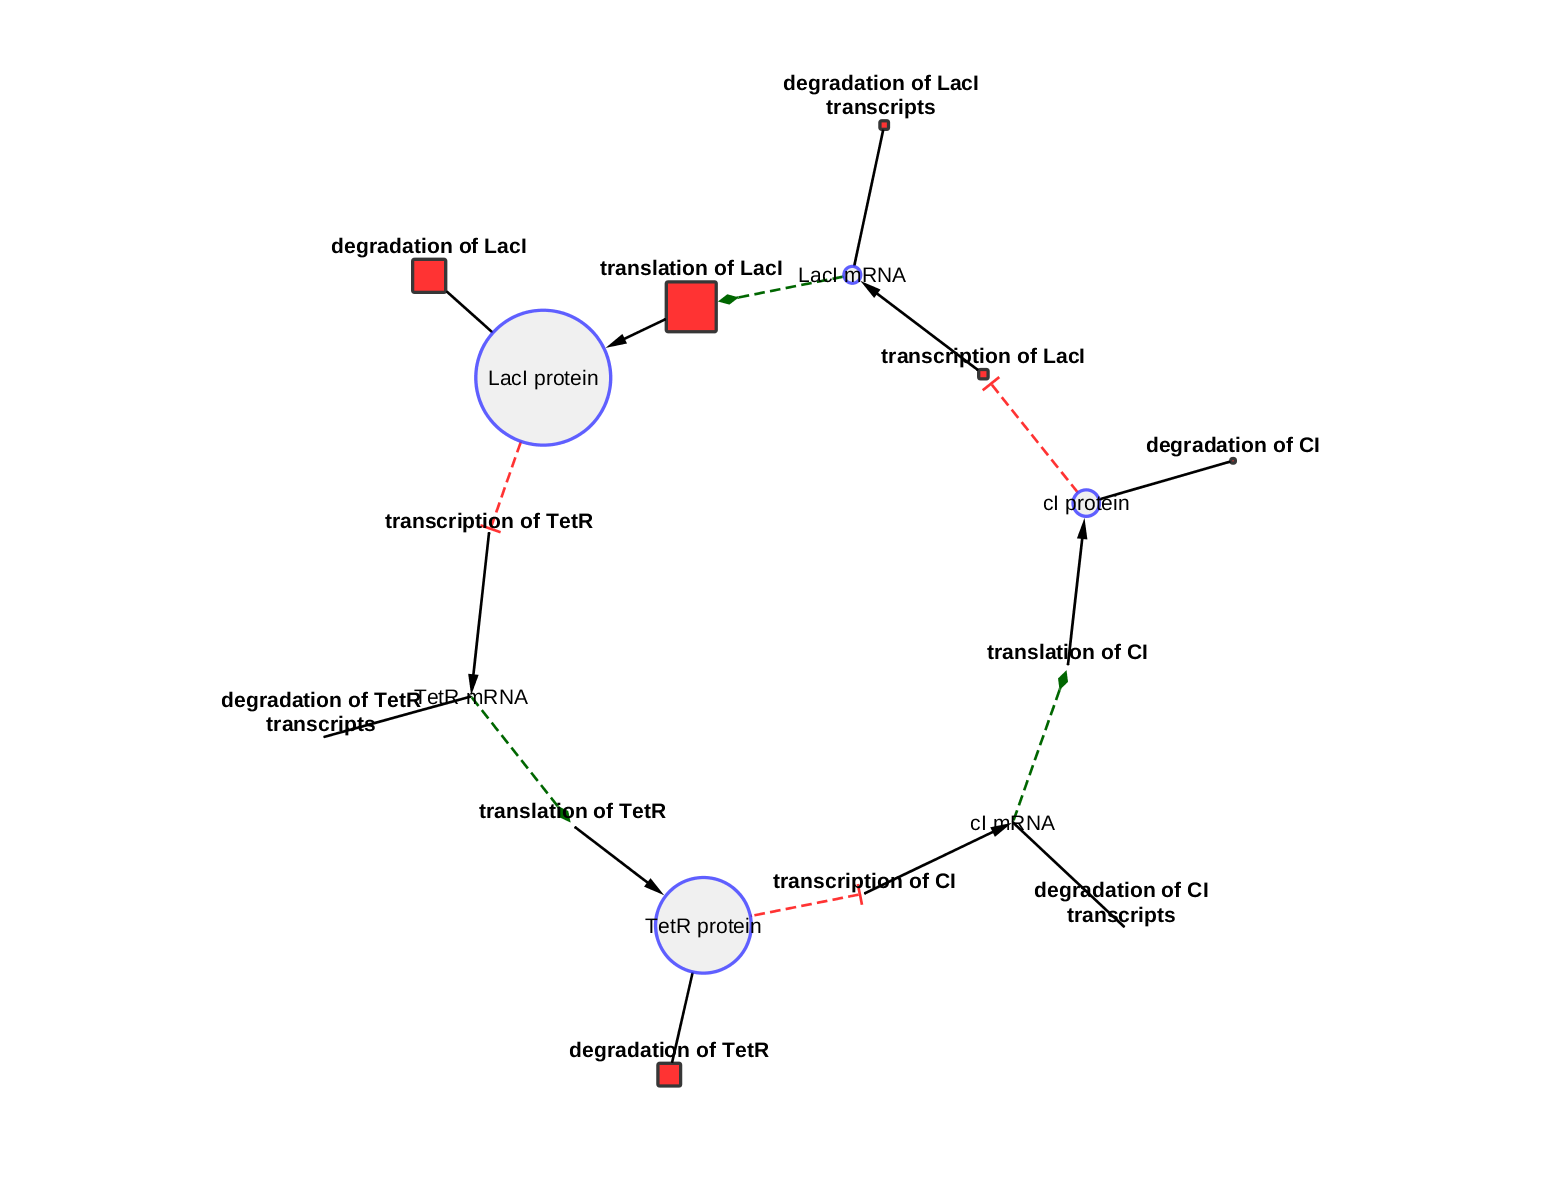 degradation of LacI
transcripts
degradation of LacI
translation of LacI
LacI mRNA
transcription of LacI
LacI protein
degradation of CI
cI protein
transcription of TetR
translation of CI
degradation of TetR
transcripts
TetR mRNA
translation of TetR
cI mRNA
transcription of CI
degradation of CI
transcripts
TetR protein
degradation of TetR